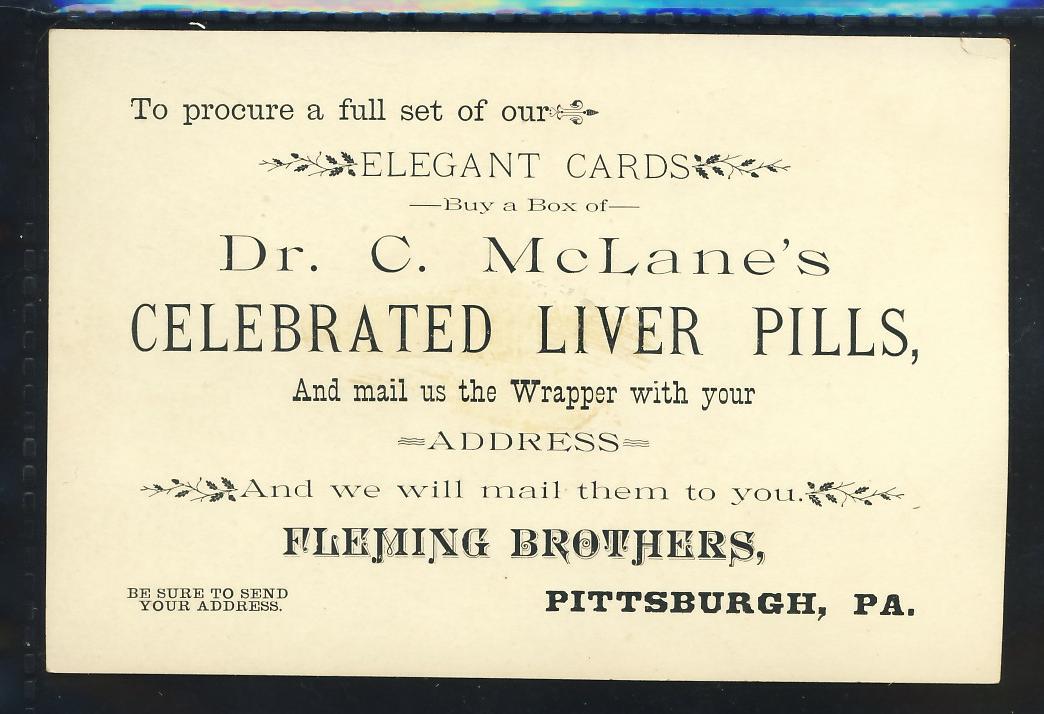 To procure a full set of our
ELEGANT CARDS
—Buy a Box of—
Dr. C. McLane's
CELEBRATED LIVER PILLS,
And mail us the Wrapper with your
ADDRESS
And we will mail them to you.
FLEMING BROTHERS,
BE SURE TO SEND
YOUR ADDRESS.
PITTSBURGH, PA.